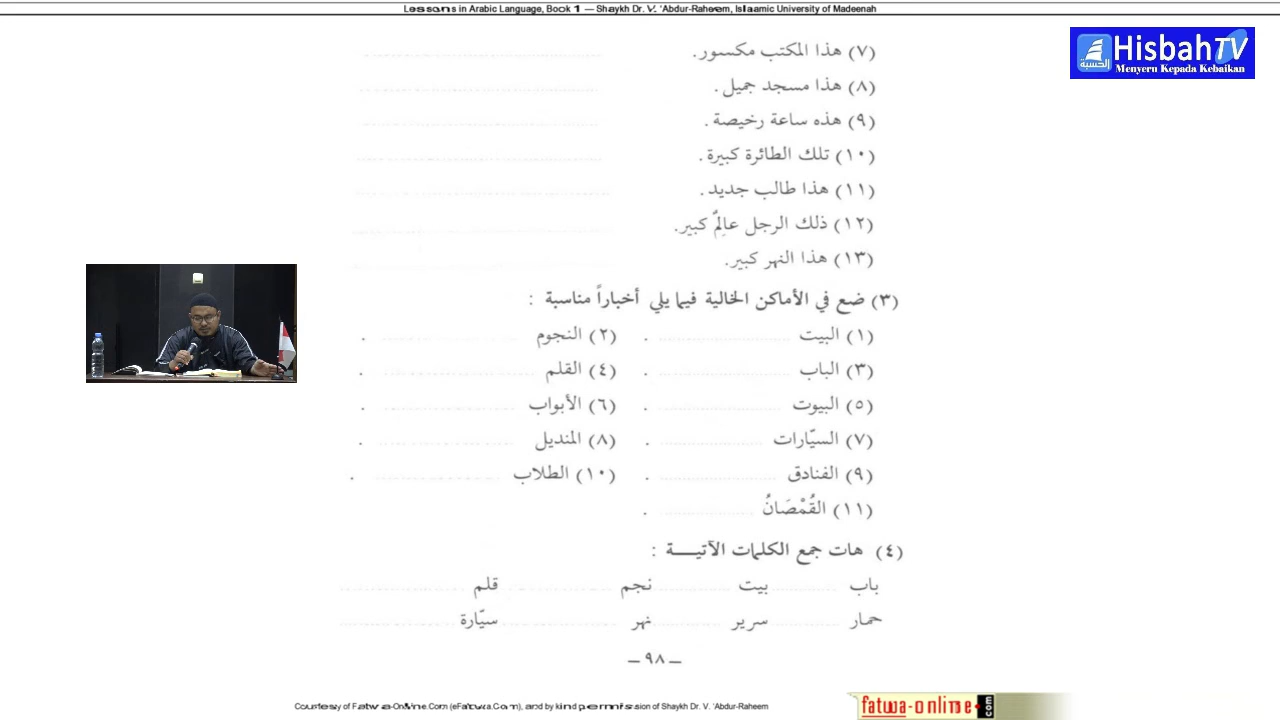 Lessons in Arabic Language, Book 1 — Shaykh Dr. V. 'Abdur-Raheem, Islaamic University of Madeenah
HisbahTV
Menyeru Kepada Kebaikan
الحسبة
(٧) هذا المكتب مكسور.
(٨) هذا مسجد جميل.
(٩) هذه ساعة رخيصة.
(١٠) تلك الطائرة كبيرة.
(١١) هذا طالب جديد.
(١٢) ذلك الرجل عالِمٌ كبير.
(١٣) هذا النهر كبير.
(٣) ضع في الأماكن الخالية فيما يلي أخباراً مناسبة :
(١) البيت ............ . (٢) النجوم ............ .
(٣) الباب ............ . (٤) القلم ............ .
(٥) البيوت ............ . (٦) الأبواب ............ .
(٧) السيّارات ............ . (٨) المنديل ............ .
(٩) الفنادق ............ . (١٠) الطلاب ............ .
(١١) القُمْصَانُ ............ .
(٤) هات جمع الكلمات الآتيــــة :
باب ............ بيت ............ نجم ............ قلم ............
حمار ............ سرير ............ نهر ............ سيّارة ............
— ٩٨ —
Courtesy of Fatwa-Online.Com (eFatwa.Com), and by kind permission of Shaykh Dr. V. 'Abdur-Raheem
fatwa-online.com